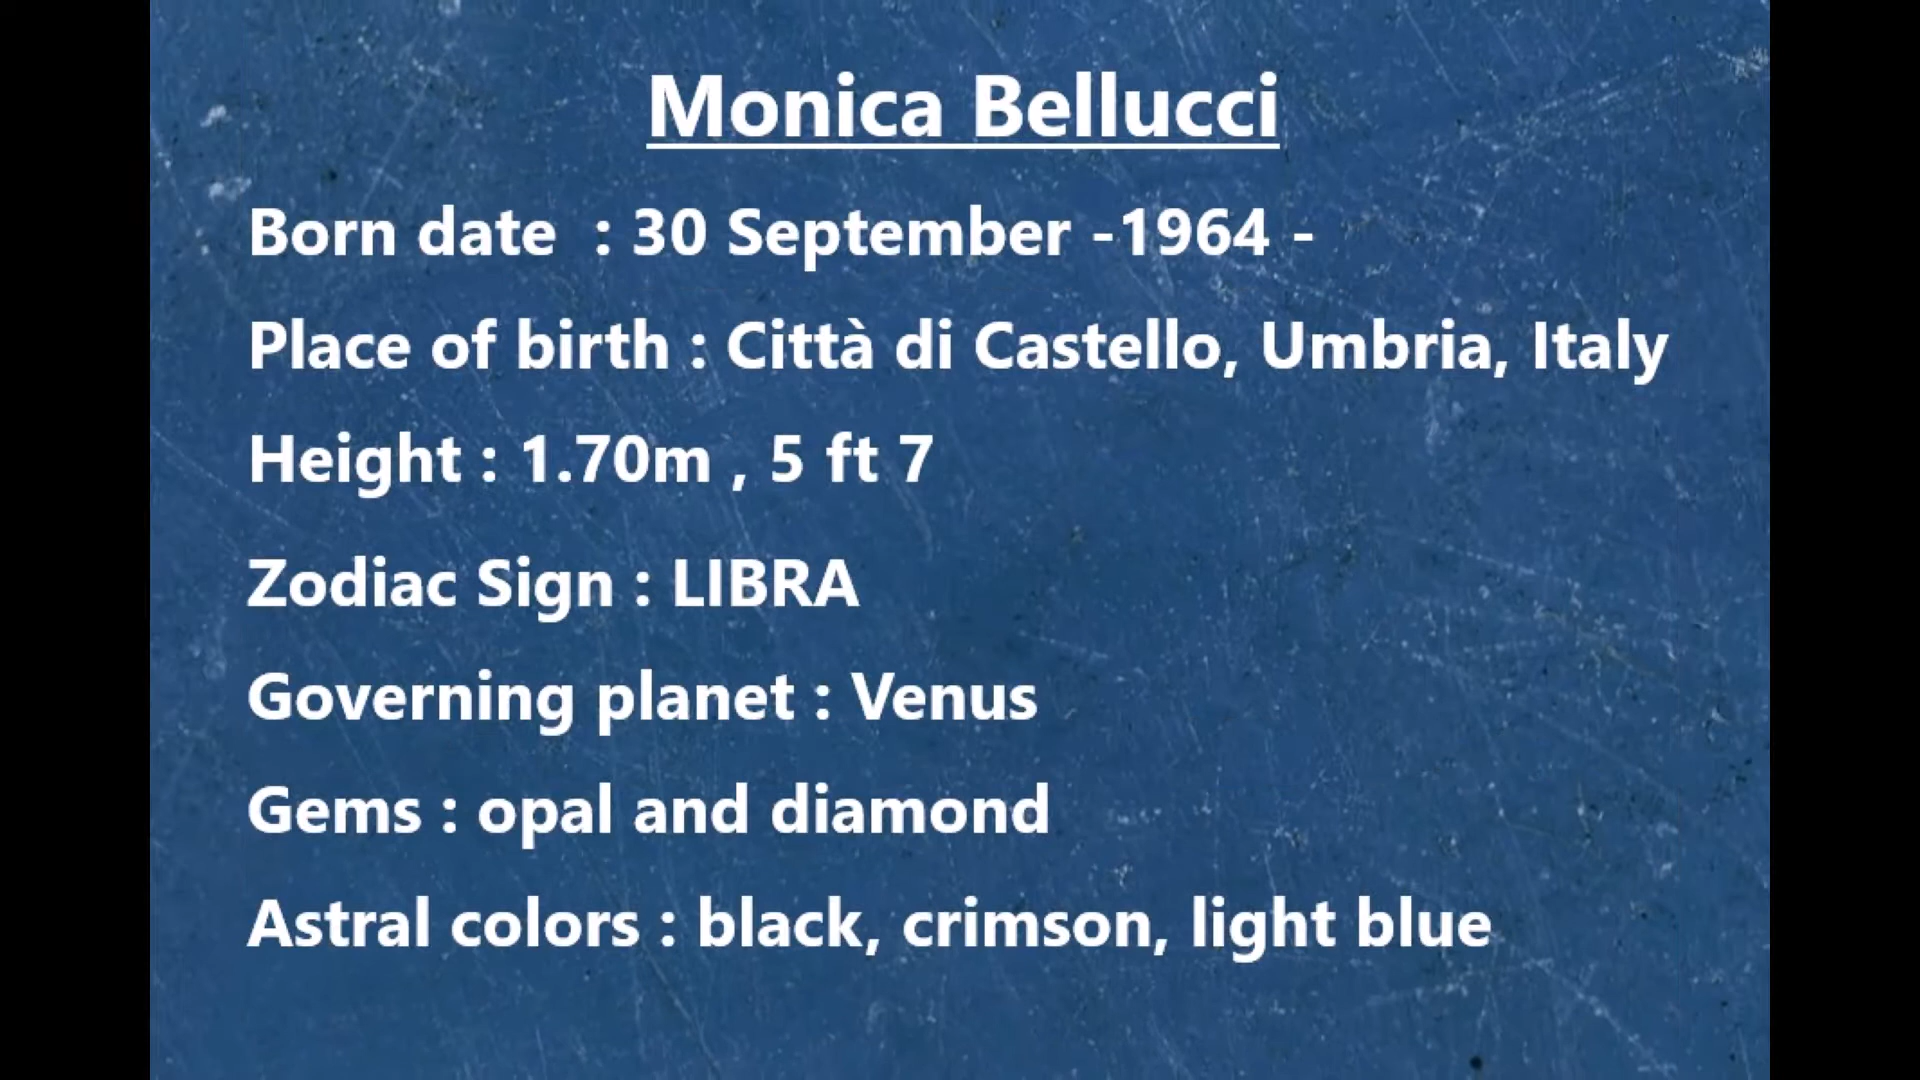 Monica Bellucci
Born date  : 30 September -1964 -
Place of birth : Città di Castello, Umbria, Italy
Height : 1.70m , 5 ft 7
Zodiac Sign : LIBRA
Governing planet : Venus
Gems : opal and diamond
Astral colors : black, crimson, light blue